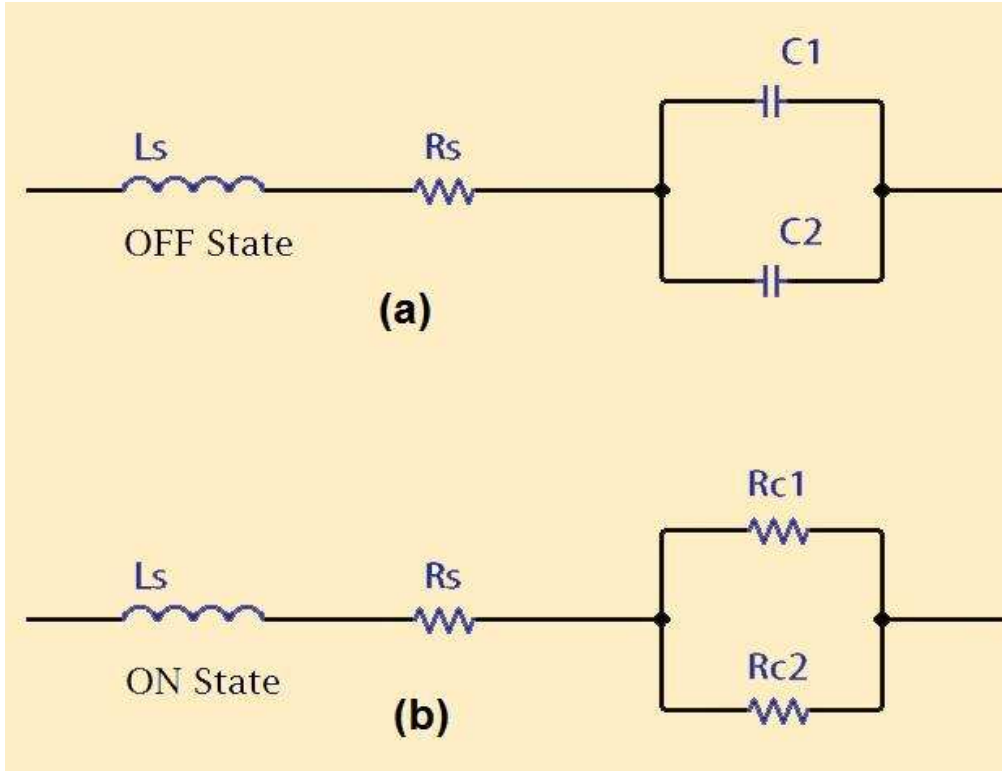 C1
Ls
Rs
C2
OFF State
(a)
Rc1
Ls
Rs
Rc2
ON State
(b)